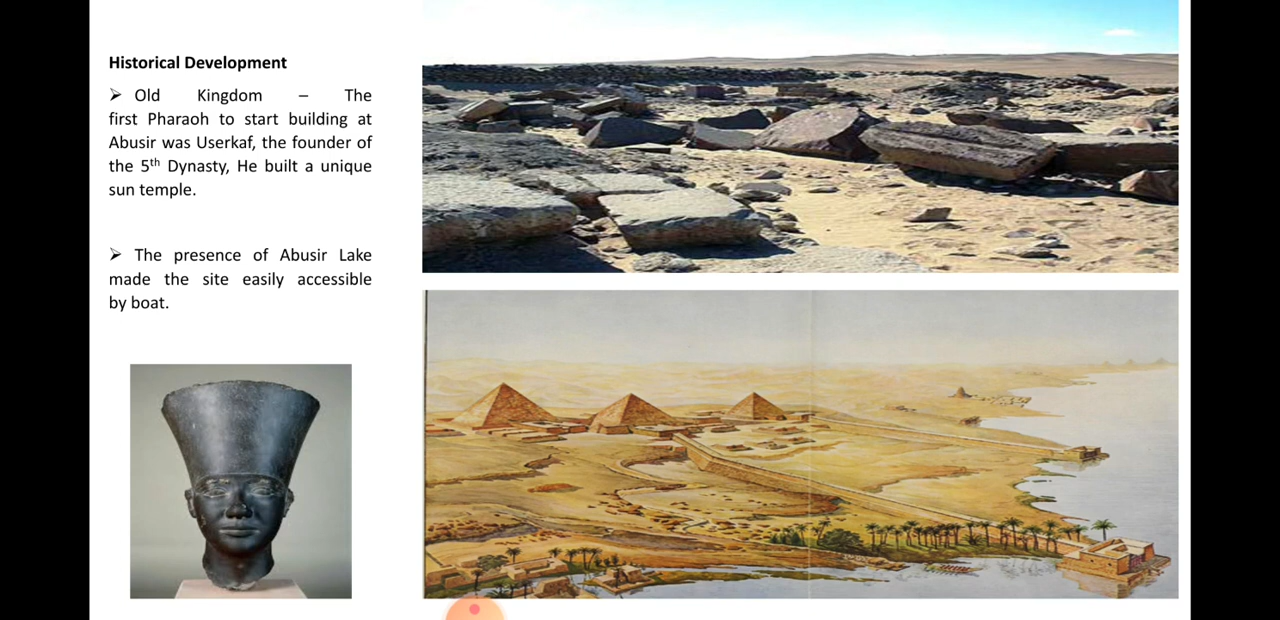 Historical Development
➢ Old Kingdom – The
first Pharaoh to start building at
Abusir was Userkaf, the founder of
the 5th Dynasty, He built a unique
sun temple.
➢ The presence of Abusir Lake
made the site easily accessible
by boat.